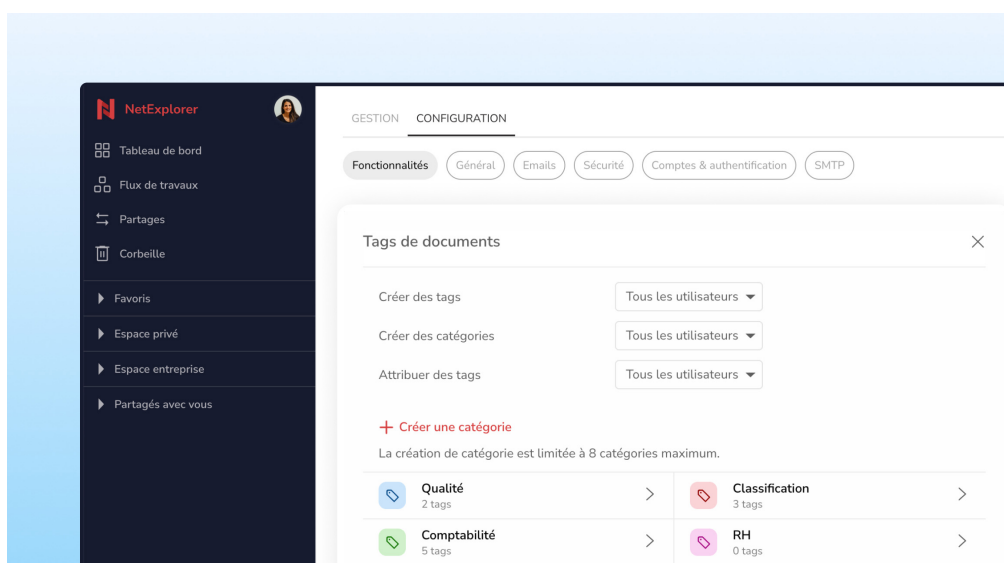 NetExplorer
Tableau de bord
Flux de travaux
Partages
Corbeille
Favoris
Espace privé
Espace entreprise
Partagés avec vous
GESTION CONFIGURATION
Fonctionnalités Général Emails Sécurité Comptes & authentification SMTP
Tags de documents
Créer des tags Tous les utilisateurs
Créer des catégories Tous les utilisateurs
Attribuer des tags Tous les utilisateurs
+ Créer une catégorie
La création de catégorie est limitée à 8 catégories maximum.
Qualité
2 tags
Classification
3 tags
Comptabilité
5 tags
RH
0 tags